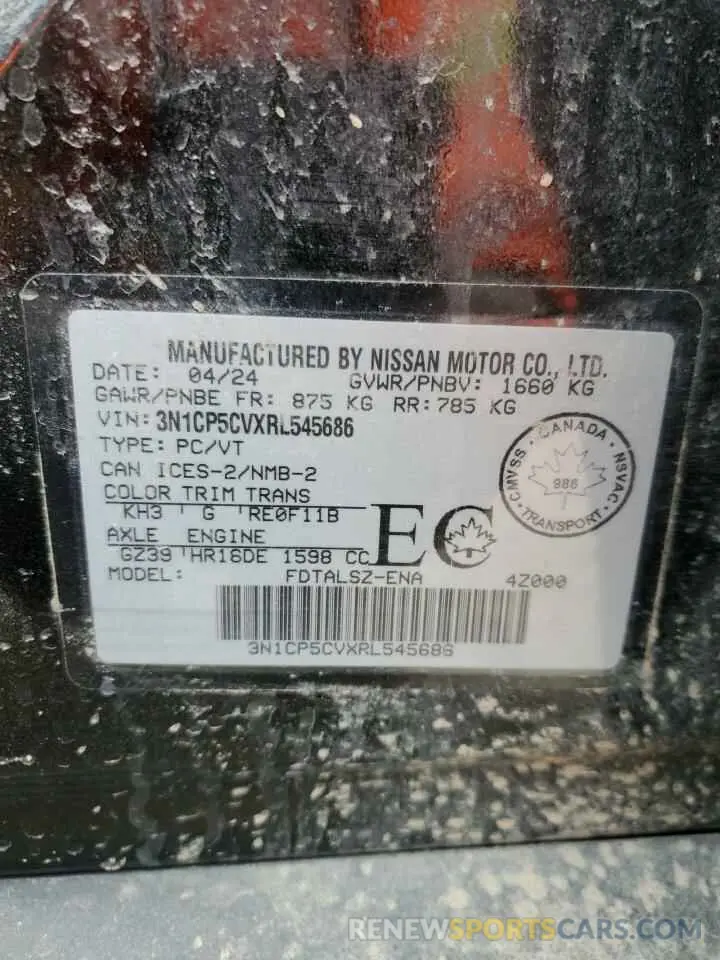 MANUFACTURED BY NISSAN MOTOR CO., LTD.
DATE: 04/24 GVWR/PNBV: 1660 KG
GAWR/PNBE FR: 875 KG RR: 785 KG
VIN: 3N1CP5CVXRL545686
TYPE: PC/VT
CAN ICES-2/NMB-2
COLOR TRIM TRANS
KH3 G RE0F11B
AXLE ENGINE
GZ39 HR16DE 1598 CC
EC
MODEL: FDTALSZ-ENA 4Z000
3N1CP5CVXRL545686
CANADA
CMVSS NSVAC
986
TRANSPORT
RENEWSPORTSCARS.COM